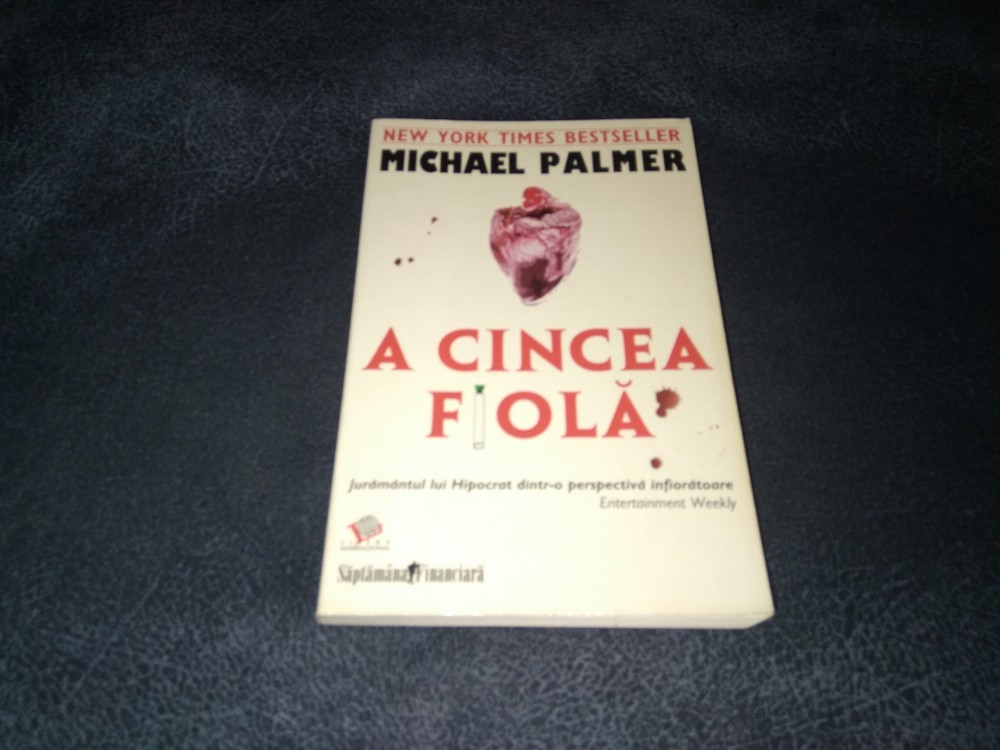 NEW YORK TIMES BESTSELLER
MICHAEL PALMER
A CINCEA
FIOLĂ
Jurământul lui Hipocrat dintr-o perspectivă înfiorătoare
Entertainment Weekly
Săptămâna Financiară